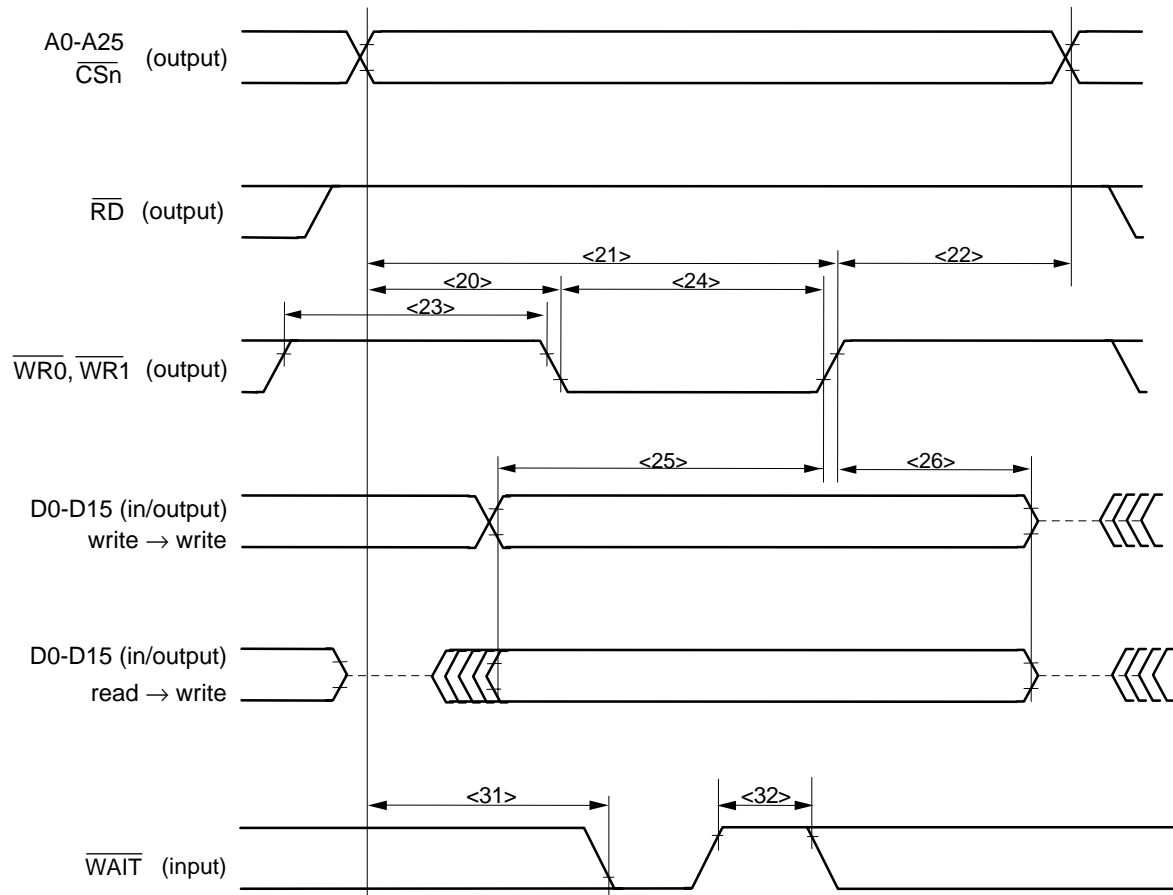 A0-A25
CSn (output)
RD (output)
<21>
<22>
<20>
<24>
<23>
WR0, WR1 (output)
<25>
<26>
D0-D15 (in/output)
write → write
D0-D15 (in/output)
read → write
<31>
<32>
WAIT (input)